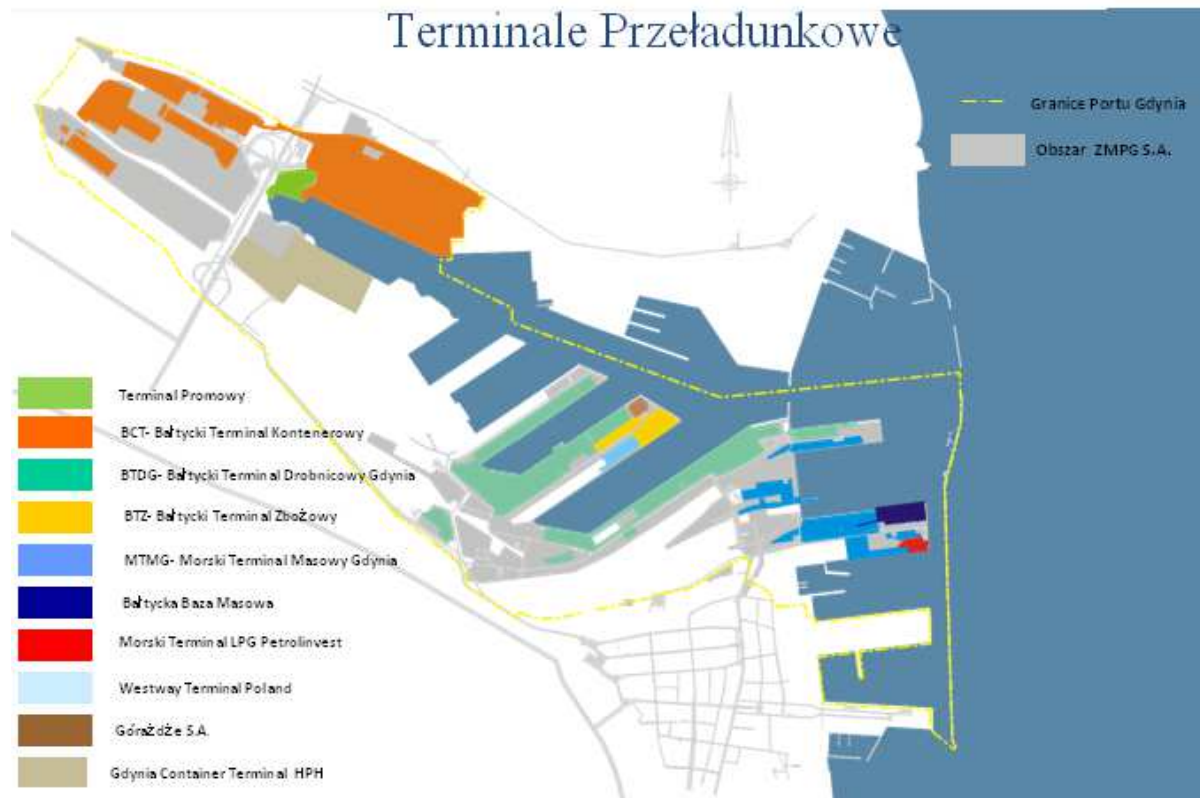 Terminale Przeładunkowe
Granice Portu Gdynia
Obszar ZMPG S.A.
Terminal Promowy
BCT- Bałtycki Terminal Kontenerowy
BTDG- Bałtycki Terminal Drobnicowy Gdynia
BTZ- Bałtycki Terminal Zbożowy
MTMG- Morski Terminal Masowy Gdynia
Bałtycka Baza Masowa
Morski Terminal LPG Petrolinvest
Westway Terminal Poland
Górażdże S.A.
Gdynia Container Terminal HPH